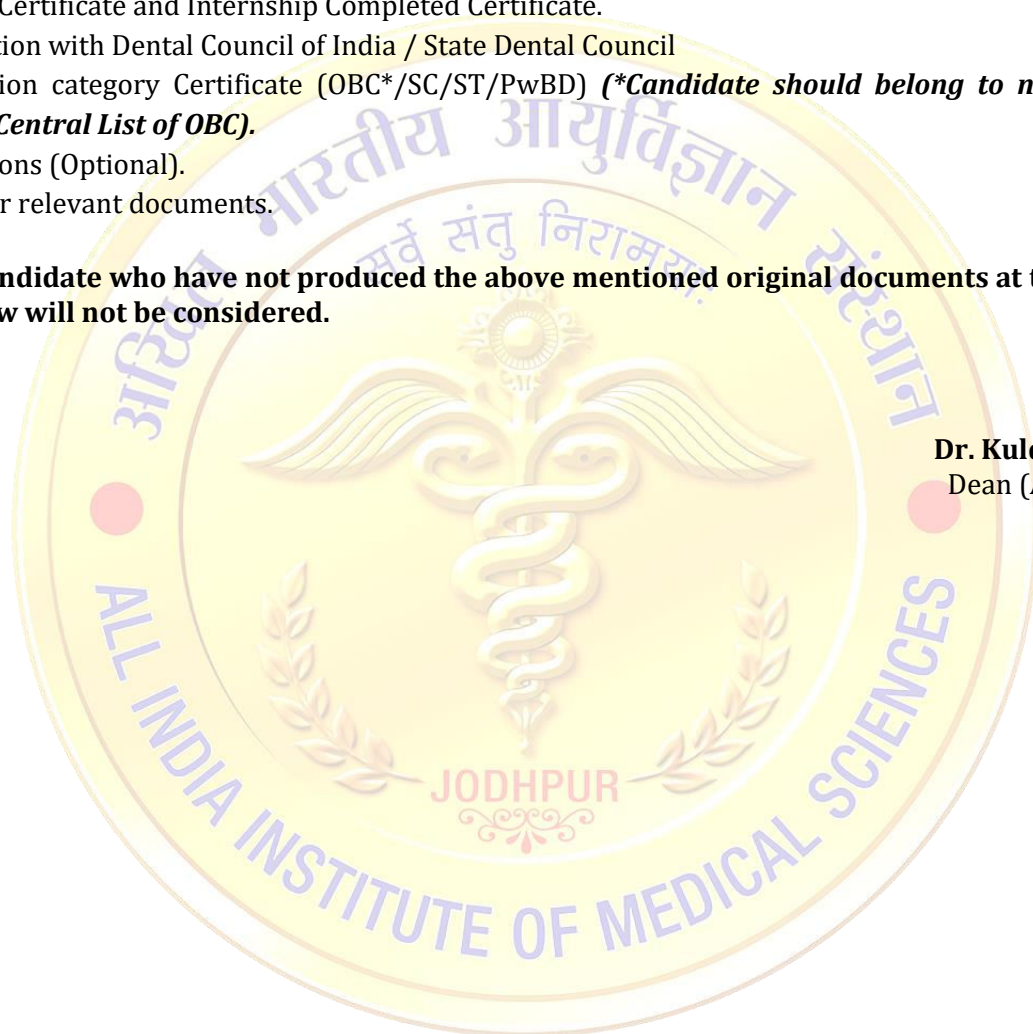 Certificate and Internship Completed Certificate.
tion with Dental Council of India / State Dental Council
ion category Certificate (OBC*/SC/ST/PwBD) (*Candidate should belong to n
Central List of OBC).
ons (Optional).
r relevant documents.
ndidate who have not produced the above mentioned original documents at t
w will not be considered.
Dr. Kul
Dean (
अखिल भारतीय आयुर्विज्ञान संस्थान
सर्वे संतु निरामयाः
JODHPUR
ALL INDIA INSTITUTE OF MEDICAL SCIENCES